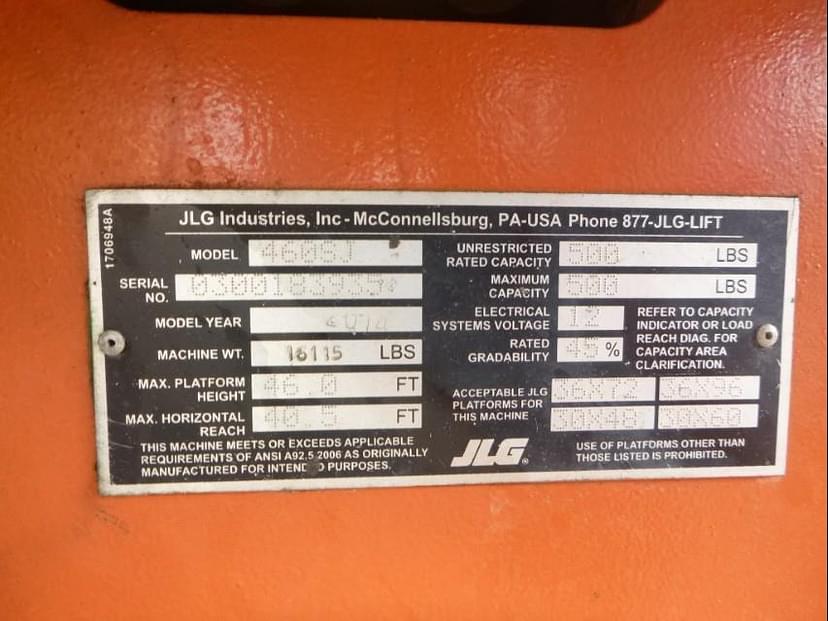 1706948A
JLG Industries, Inc - McConnellsburg, PA-USA Phone 877-JLG-LIFT
MODEL 460SJ
SERIAL NO.
MODEL YEAR
MACHINE WT. 16115 LBS
MAX. PLATFORM HEIGHT 46.0 FT
MAX. HORIZONTAL REACH 40.5 FT
THIS MACHINE MEETS OR EXCEEDS APPLICABLE
REQUIREMENTS OF ANSI A92.5 2006 AS ORIGINALLY
MANUFACTURED FOR PURPOSES.
UNRESTRICTED RATED CAPACITY 500 LBS
MAXIMUM CAPACITY 500 LBS
ELECTRICAL SYSTEMS VOLTAGE 12
RATED GRADABILITY 45 %
REFER TO CAPACITY
INDICATOR OR LOAD
REACH DIAG. FOR
CAPACITY AREA
CLARIFICATION.
ACCEPTABLE JLG
PLATFORMS FOR
THIS MACHINE
36X72 36X96
30X48 30X60
JLG®
USE OF PLATFORMS OTHER THAN
THOSE LISTED IS PROHIBITED.